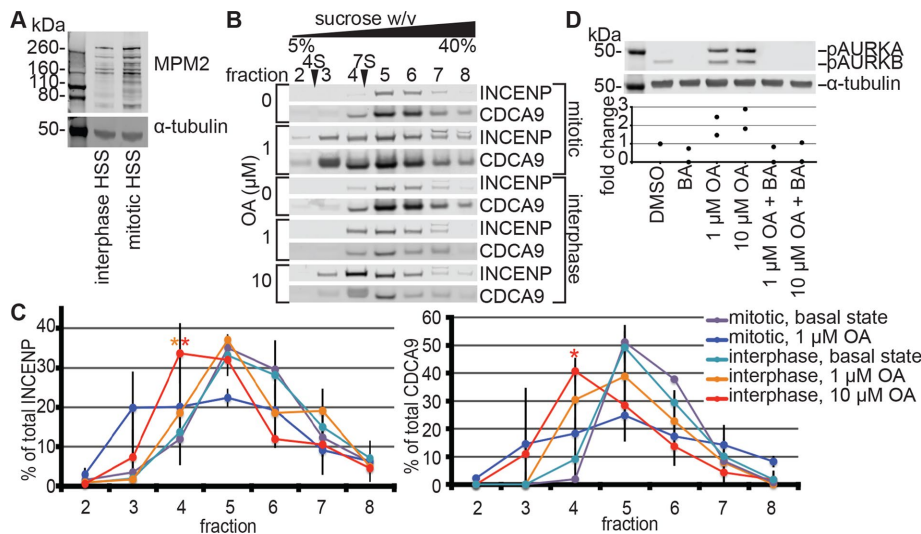 A
kDa
260-
160-
110-
80-
60-
50-
MPM2
α-tubulin
interphase HSS
mitotic HSS
B
sucrose w/v
5%
40%
4S
7S
fraction 2 3 4 5 6 7 8
OA (µM)
0
INCENP
CDCA9
1
INCENP
CDCA9
mitotic
0
INCENP
CDCA9
1
INCENP
CDCA9
10
INCENP
CDCA9
interphase
D
kDa
50-
-pAURKA
-pAURKB
50-
-α-tubulin
fold change
3
2
1
0
DMSO
BA
1 µM OA
10 µM OA
1 µM OA + BA
10 µM OA + BA
C
% of total INCENP
40
30
20
10
0
**
2 3 4 5 6 7 8
fraction
% of total CDCA9
60
50
40
30
20
10
0
*
2 3 4 5 6 7 8
fraction
mitotic, basal state
mitotic, 1 µM OA
interphase, basal state
interphase, 1 µM OA
interphase, 10 µM OA